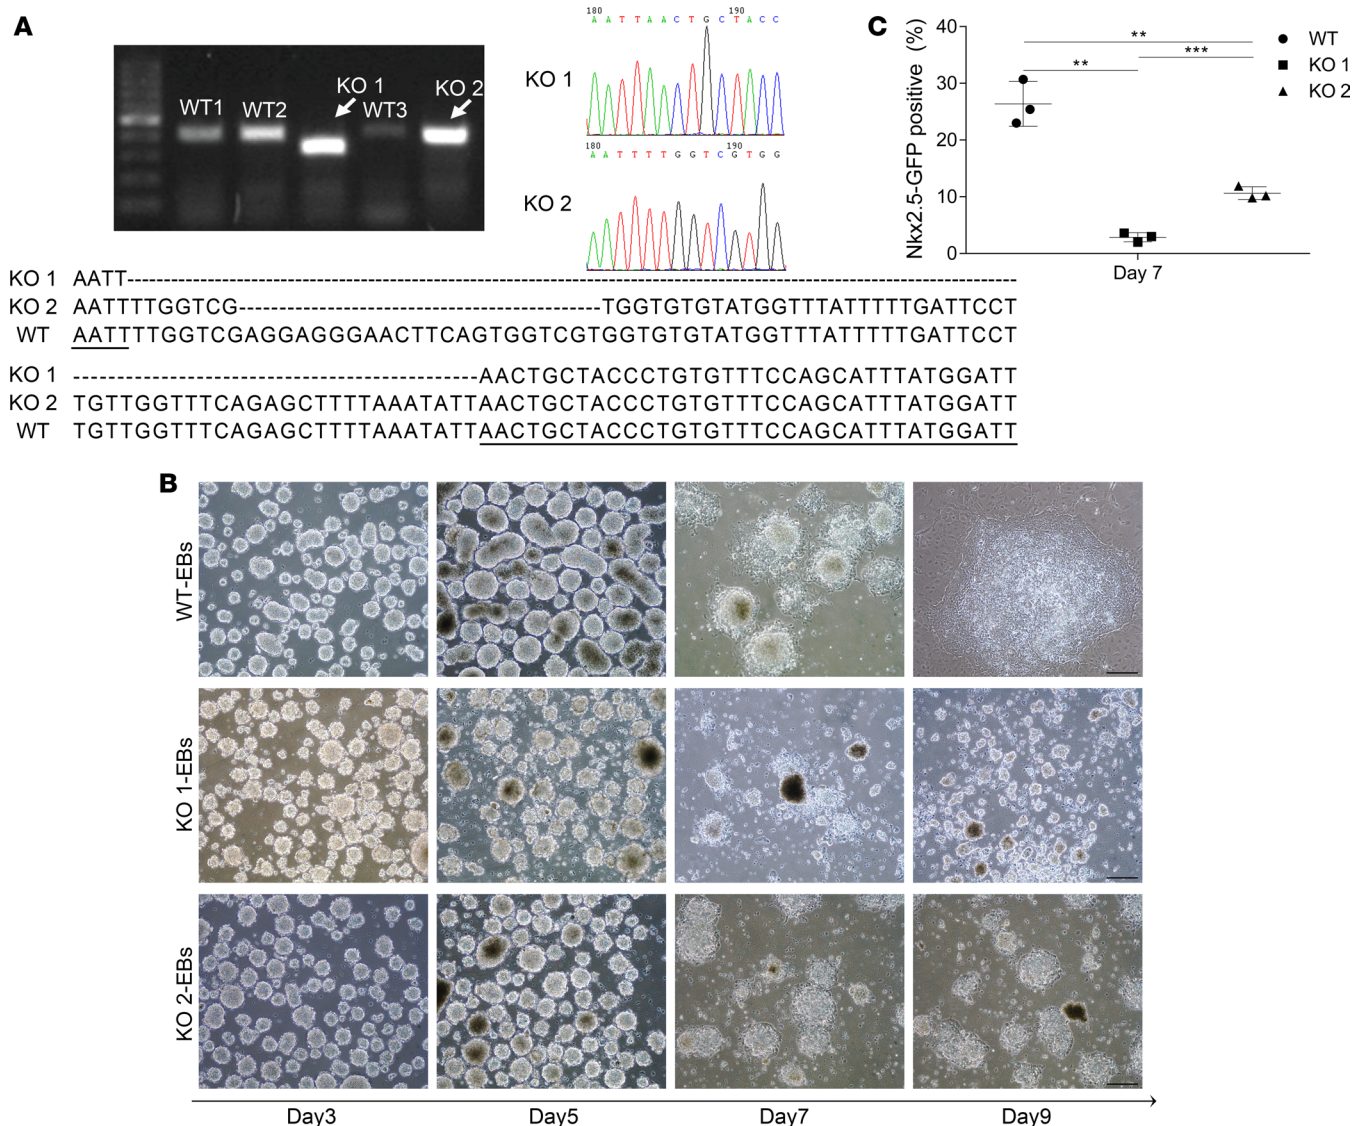 A
WT1
WT2
KO 1
WT3
KO 2
KO 1
180
190
A A T T A A C T G C T A C C
KO 2
180
190
A A T T T T G G T C G T G G
C
Nkx2.5-GFP positive (%)
40
30
20
10
0
**
**
***
Day 7
WT
KO 1
KO 2
KO 1 AATT----------------------------------------------------------------
KO 2 AATTTTGGTCG-------------------------TGGTGTGTATGGTTTATTTTTGATTCCT
WT AATTTTGGTCGAGGAGGGAACTTCAGTGGTCGTGGTGTGTATGGTTTATTTTTGATTCCT
KO 1 ----------------------------AACTGCTACCCTGTGTTTCCAGCATTTATGGATT
KO 2 TGTTGGTTTCAGAGCTTTTAAATATTAACTGCTACCCTGTGTTTCCAGCATTTATGGATT
WT TGTTGGTTTCAGAGCTTTTAAATATTAACTGCTACCCTGTGTTTCCAGCATTTATGGATT
B
WT-EBs
KO 1-EBs
KO 2-EBs
Day3
Day5
Day7
Day9